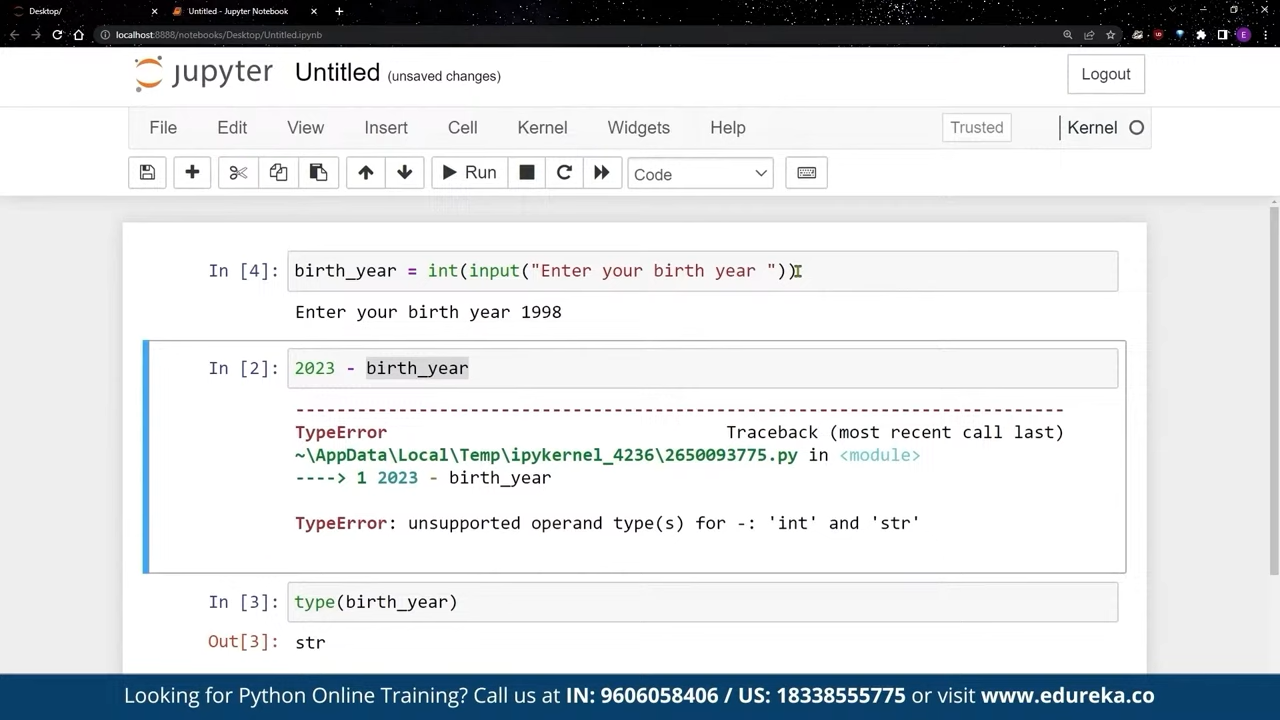 Desktop/
Untitled - Jupyter Notebook
localhost:8888/notebooks/Desktop/Untitled.ipynb
E
jupyter Untitled (unsaved changes)
Logout
File Edit View Insert Cell Kernel Widgets Help
Trusted
Kernel
Run
Code
In [4]: birth_year = int(input("Enter your birth year "))
Enter your birth year 1998
In [2]: 2023 - birth_year
---------------------------------------------------------------------------
TypeError Traceback (most recent call last)
~\AppData\Local\Temp\ipykernel_4236\2650093775.py in <module>
----> 1 2023 - birth_year
TypeError: unsupported operand type(s) for -: 'int' and 'str'
In [3]: type(birth_year)
Out[3]: str
Looking for Python Online Training? Call us at IN: 9606058406 / US: 18338555775 or visit www.edureka.co